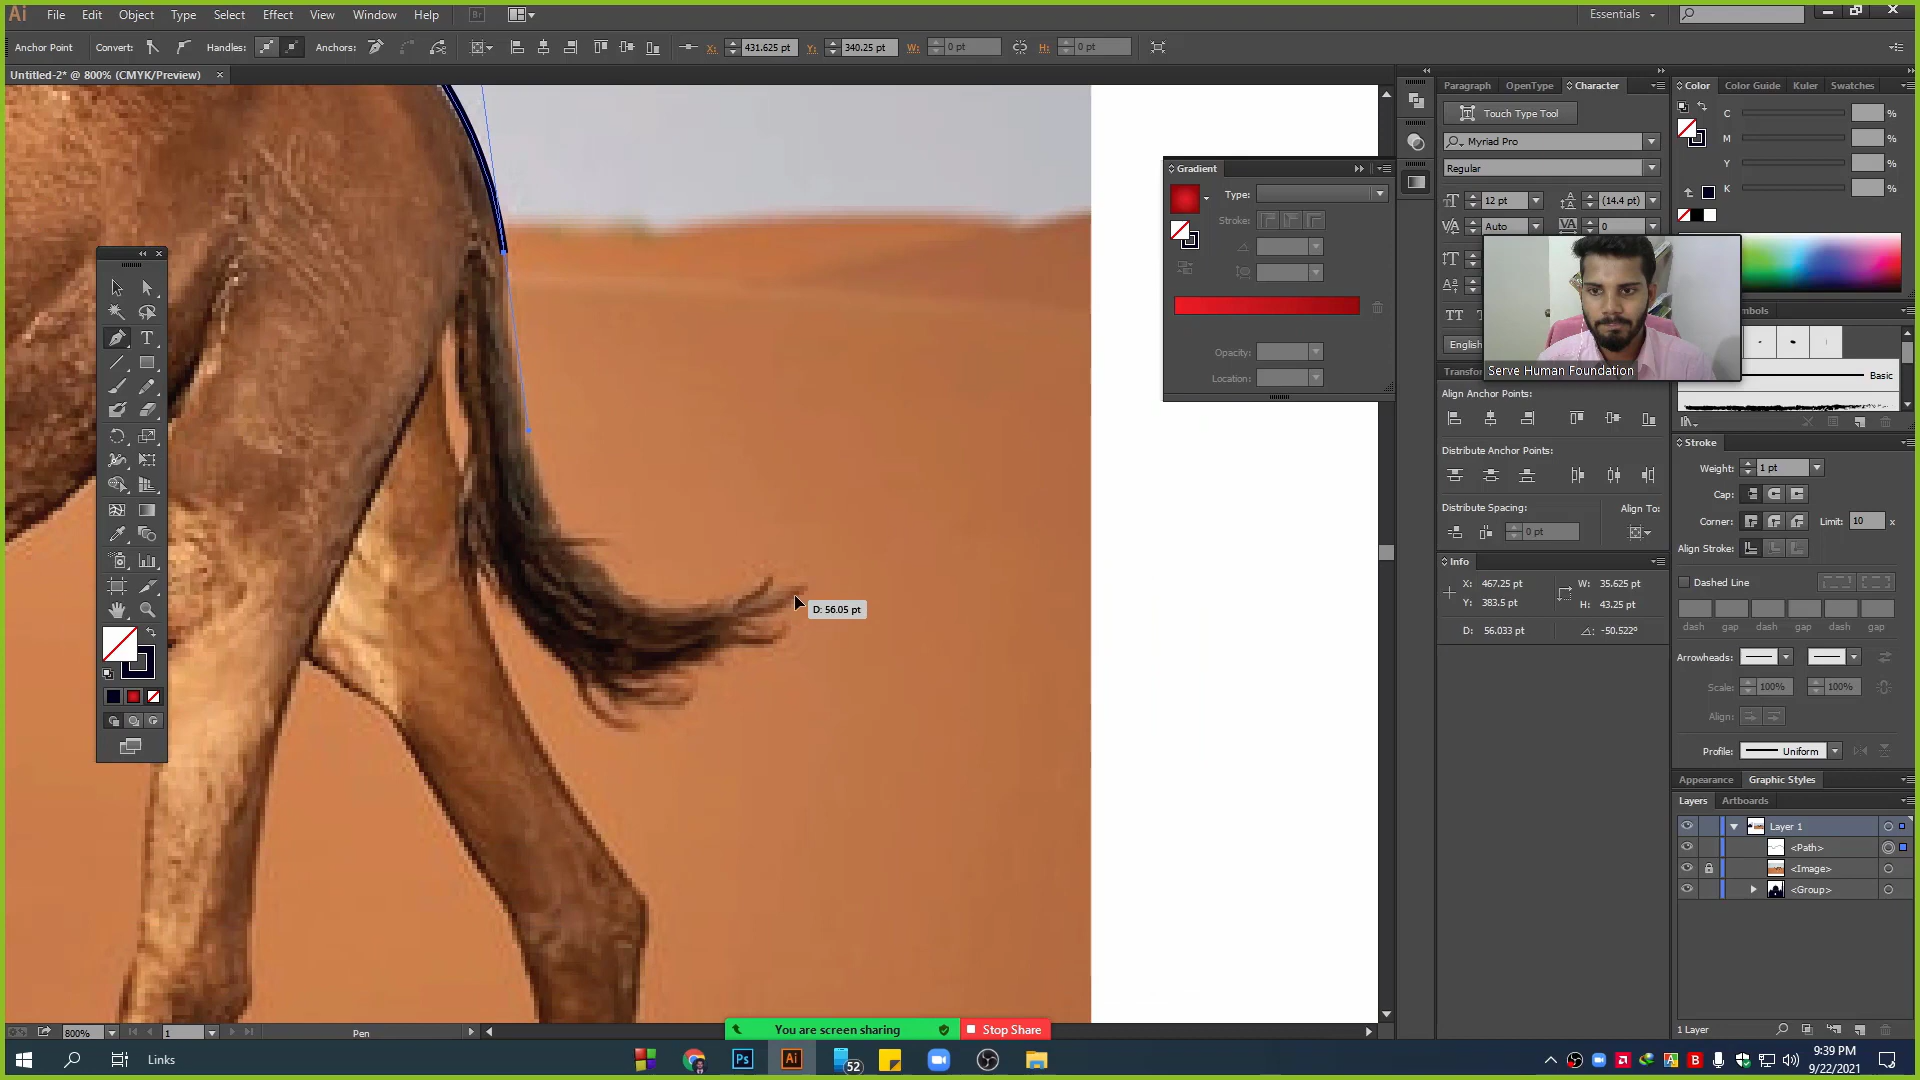 Ai File Edit Object Type Select Effect View Window Help Br Essentials
Anchor Point Convert: Handles: Anchors: X: 431.625 pt Y: 340.25 pt W: 0 pt H: 0 pt
Untitled-2* @ 800% (CMYK/Preview) ×
Paragraph OpenType Character
Color Color Guide Kuler Swatches
Touch Type Tool
C %
M %
Y %
K %
Myriad Pro
Regular
12 pt (14.4 pt)
Auto 0
TT
English
Gradient
Type:
Stroke:
Opacity:
Location:
Serve Human Foundation
Basic
Transform
Align Anchor Points:
Distribute Anchor Points:
Distribute Spacing: Align To:
0 pt
Stroke
Weight: 1 pt
Cap:
Corner: Limit: 10 x
Align Stroke:
Dashed Line
dash gap dash gap dash gap
Arrowheads:
Scale: 100% 100%
Align:
Profile: Uniform
Info
X: 467.25 pt W: 35.625 pt
Y: 383.5 pt H: 43.25 pt
D: 56.033 pt -50.522°
D: 56.05 pt
Appearance Graphic Styles
Layers Artboards
Layer 1
<Path>
<Image>
<Group>
1 Layer
800% 1 Pen
You are screen sharing Stop Share
Links
Ps Ai 52
9:39 PM
9/22/2021